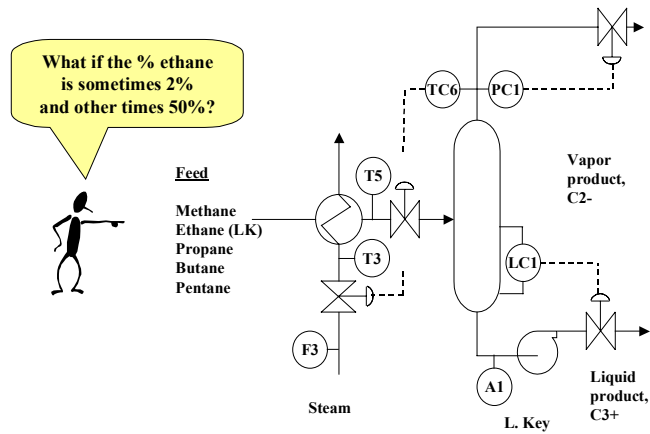 What if the % ethane
is sometimes 2%
and other times 50%?
TC6
PC1
Feed
T5
Vapor
product,
C2-
Methane
Ethane (LK)
Propane
Butane
Pentane
T3
LC1
F3
A1
Liquid
product,
C3+
Steam
L. Key